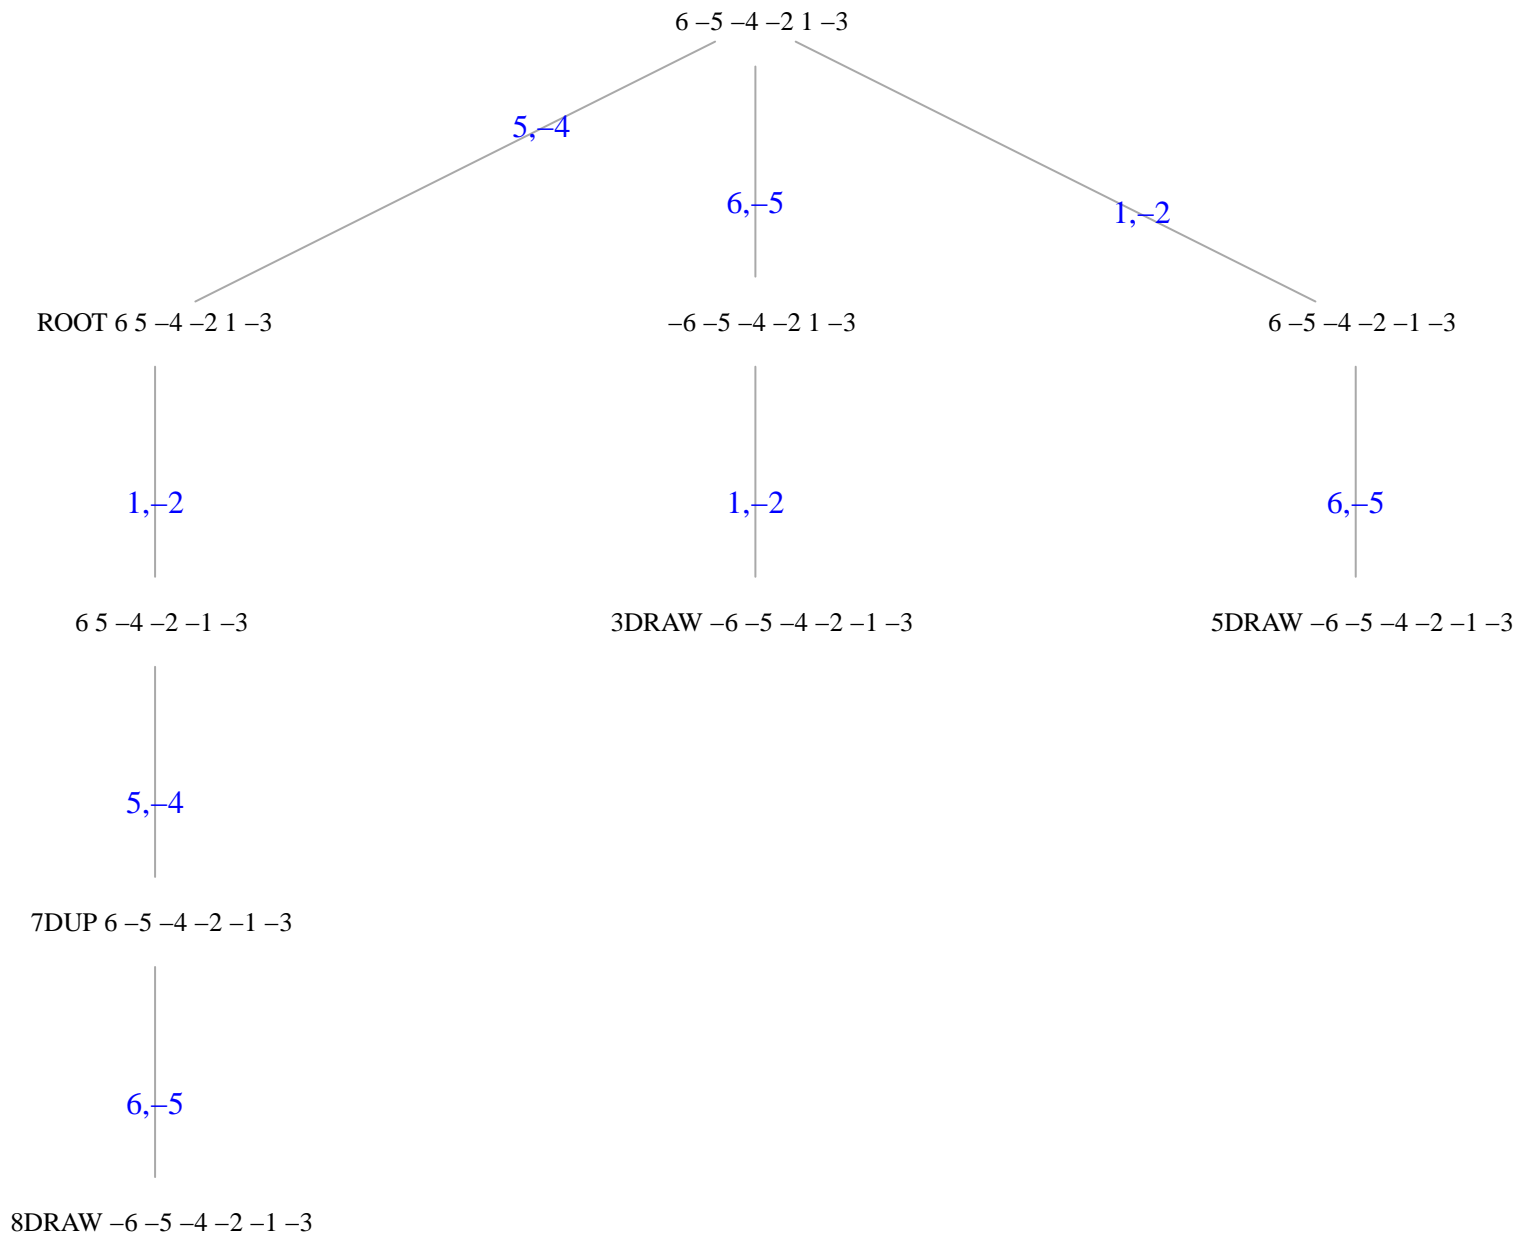 6 –5 –4 –2 1 –3
5,–4
6,–5
1,–2
ROOT 6 5 –4 –2 1 –3
–6 –5 –4 –2 1 –3
6 –5 –4 –2 –1 –3
1,–2
1,–2
6,–5
6 5 –4 –2 –1 –3
3DRAW –6 –5 –4 –2 –1 –3
5DRAW –6 –5 –4 –2 –1 –3
5,–4
7DUP 6 –5 –4 –2 –1 –3
6,–5
8DRAW –6 –5 –4 –2 –1 –3